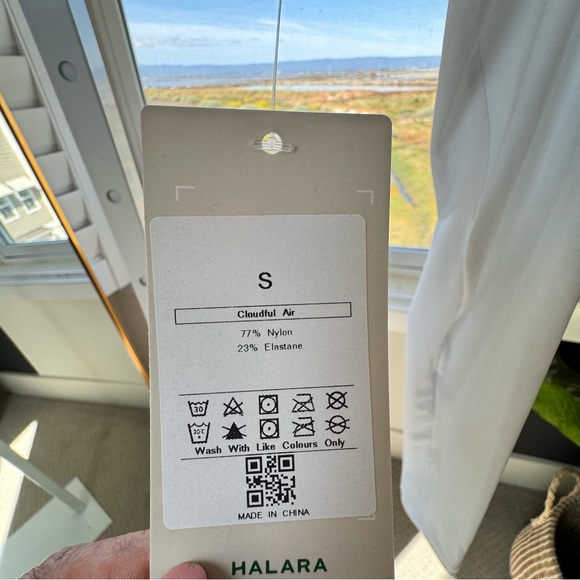 S
Cloudful Air
77% Nylon
23% Elastane
30
30°C
Wash With Like Colours Only
MADE IN CHINA
HALARA